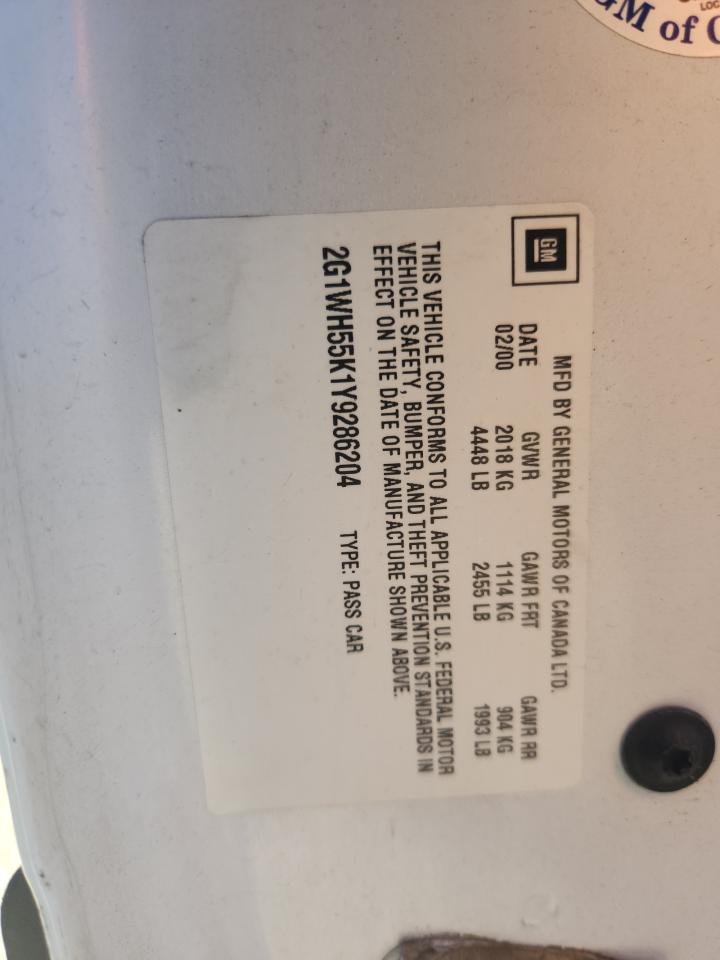 LOC
GM of C
GM
MFD BY GENERAL MOTORS OF CANADA LTD.
DATE GVWR GAWR FRT GAWR RR
02/00 2018 KG 1114 KG 904 KG
4448 LB 2455 LB 1993 LB
THIS VEHICLE CONFORMS TO ALL APPLICABLE U.S. FEDERAL MOTOR
VEHICLE SAFETY, BUMPER, AND THEFT PREVENTION STANDARDS IN
EFFECT ON THE DATE OF MANUFACTURE SHOWN ABOVE.
2G1WH55K1Y9286204 TYPE: PASS CAR